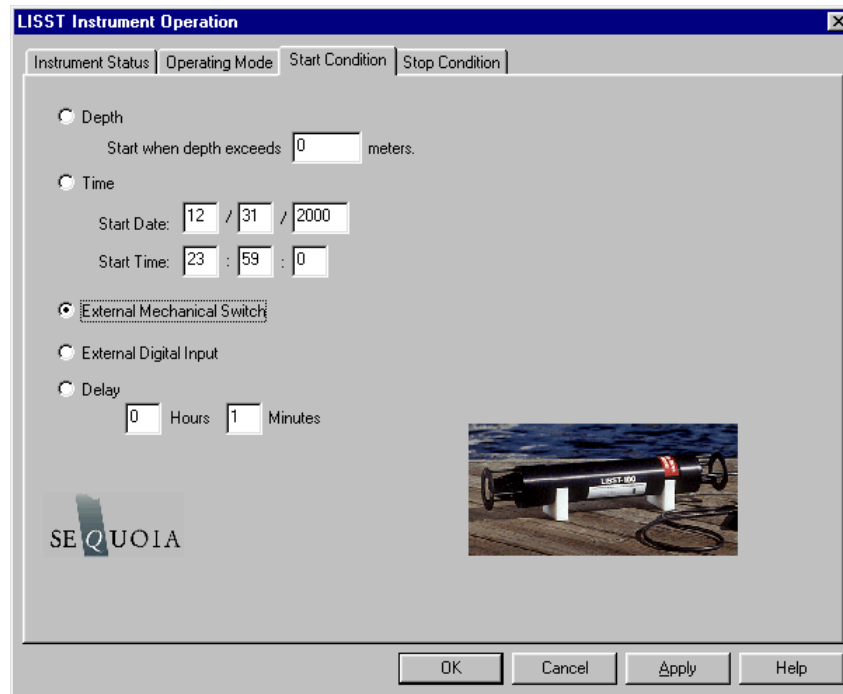 LISST Instrument Operation
Instrument Status Operating Mode Start Condition Stop Condition
Depth
Start when depth exceeds 0 meters.
Time
Start Date: 12 / 31 / 2000
Start Time: 23 : 59 : 0
External Mechanical Switch
External Digital Input
Delay
0 Hours 1 Minutes
LISST-100
SEQUOIA
OK Cancel Apply Help